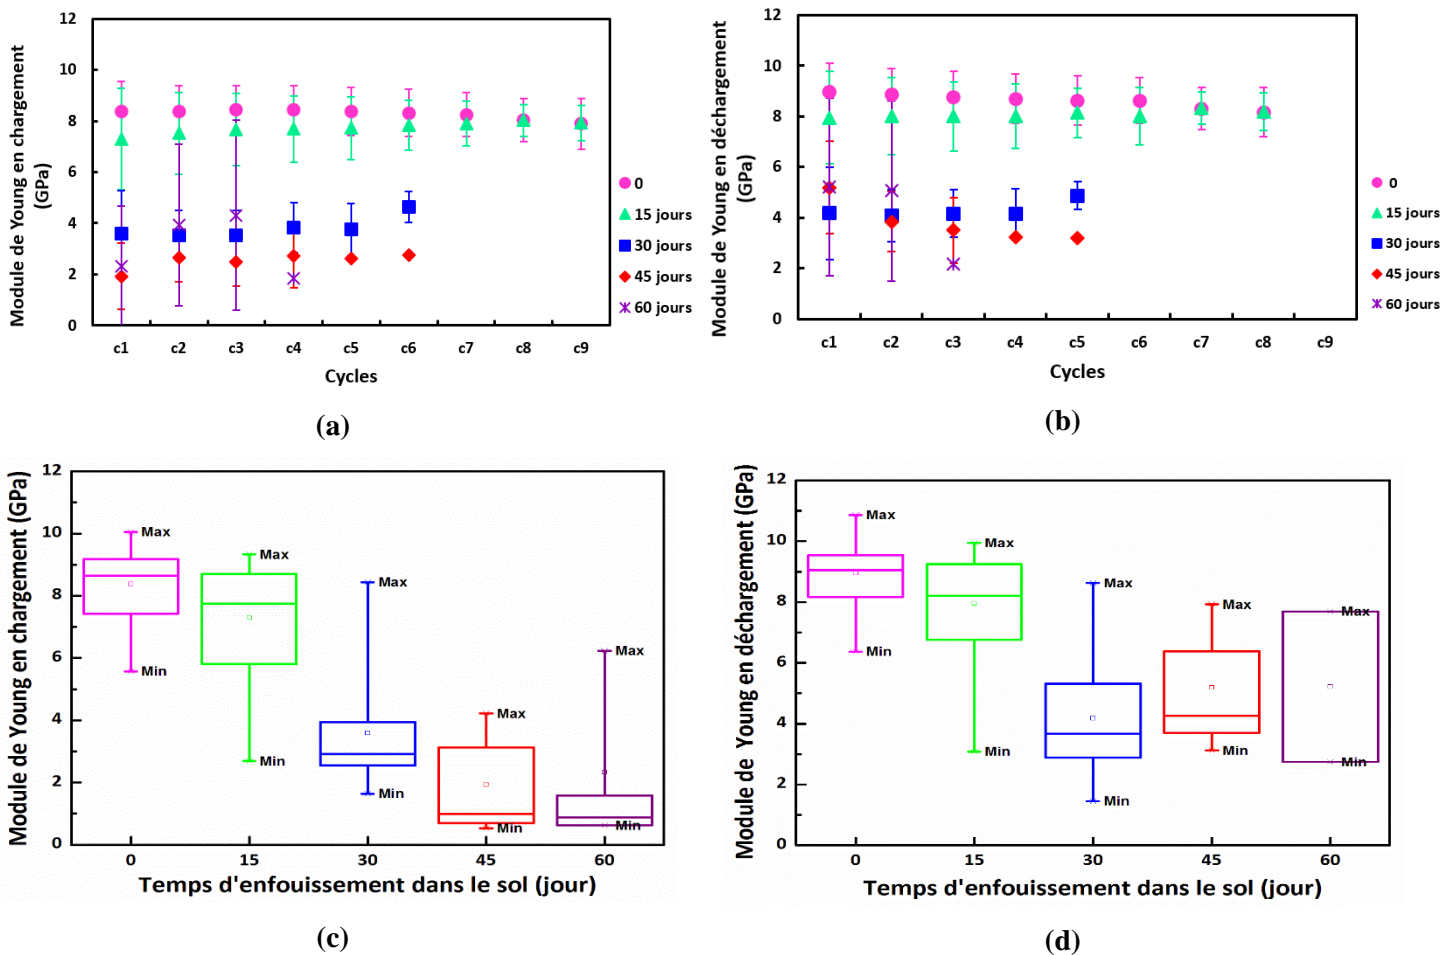 Module de Young en chargement
(GPa)
12
10
8
6
4
2
0
c1 c2 c3 c4 c5 c6 c7 c8 c9
Cycles
0
15 jours
30 jours
45 jours
60 jours
(a)
Module de Young en déchargement
(GPa)
12
10
8
6
4
2
0
c1 c2 c3 c4 c5 c6 c7 c8 c9
Cycles
0
15 jours
30 jours
45 jours
60 jours
(b)
Module de Young en chargement (GPa)
12
10
8
6
4
2
0
Max
Min
Max
Min
Max
Min
Max
Min
Max
Min
0 15 30 45 60
Temps d'enfouissement dans le sol (jour)
(c)
Module de Young en déchargement (GPa)
12
10
8
6
4
2
0
Max
Min
Max
Min
Max
Min
Max
Min
Max
Min
0 15 30 45 60
Temps d'enfouissement dans le sol (jour)
(d)